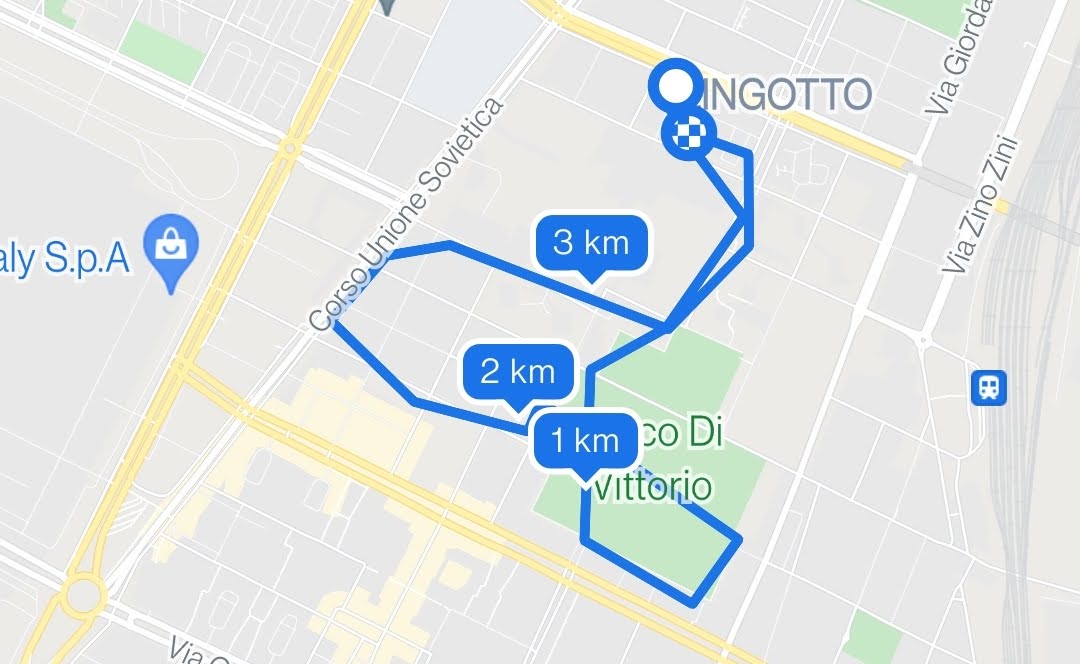 INGOTTO
Via Giorda
Corso Unione Sovietica
Via Zino Zini
3 km
aly S.p.A
2 km
1 km
co Di
Vittorio
Via